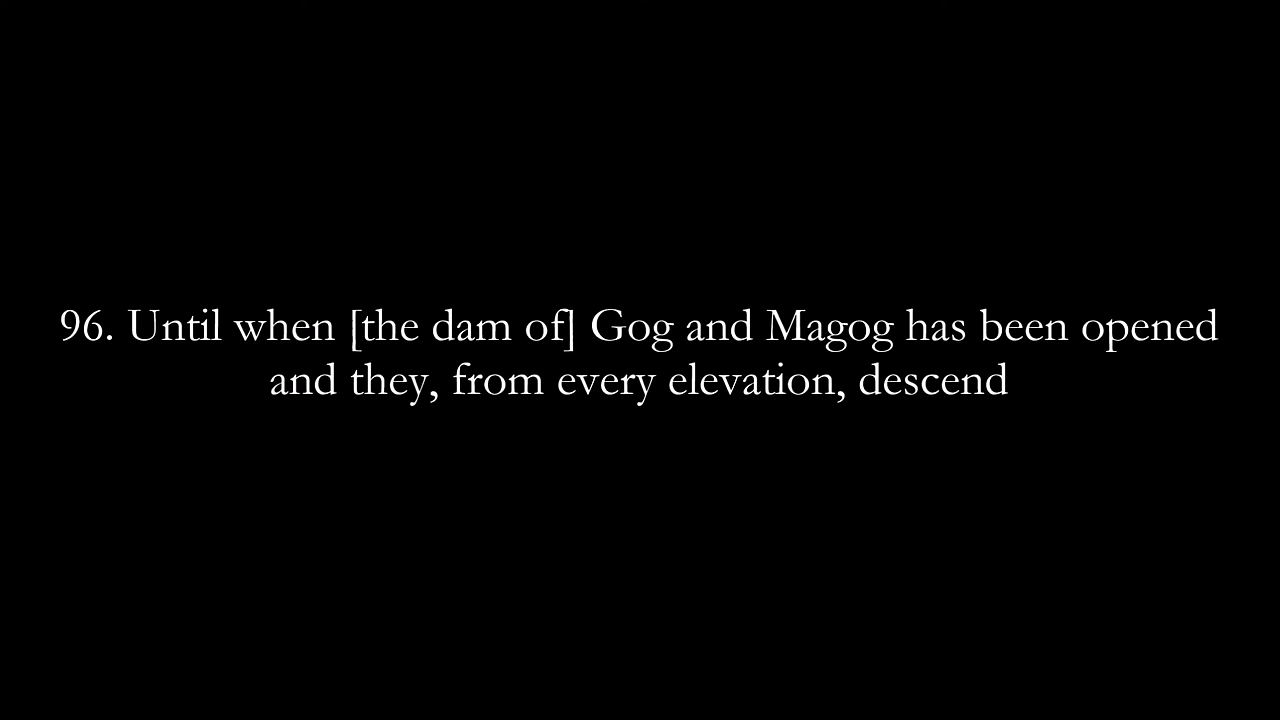 96. Until when [the dam of] Gog and Magog has been opened
and they, from every elevation, descend